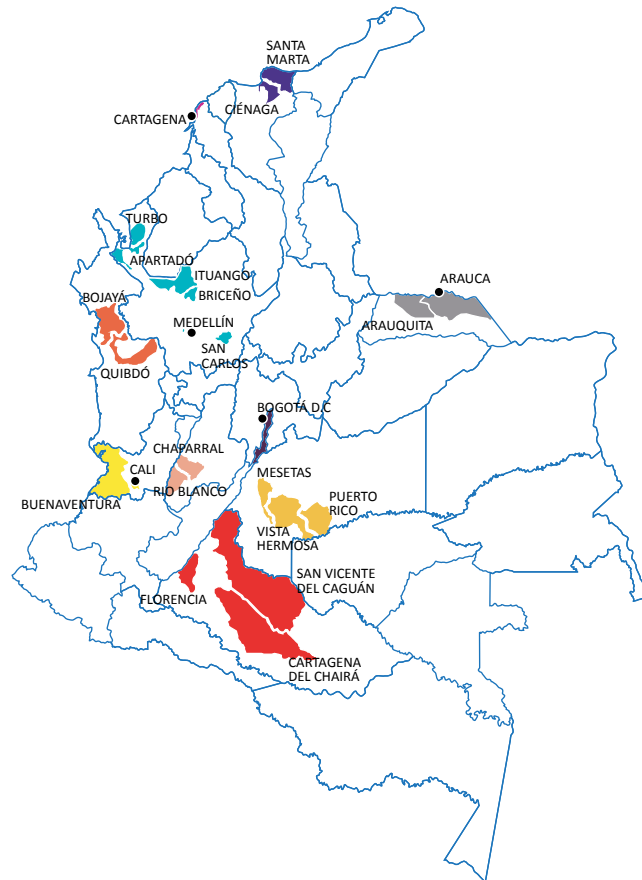 SANTA
MARTA
CIÉNAGA
CARTAGENA
TURBO
APARTADÓ
ITUANGO
BRICEÑO
BOJAYÁ
MEDELLÍN
SAN
CARLOS
QUIBDÓ
ARAUCA
ARAUQUITA
BOGOTÁ D/C
CHAPARRAL
CALI
RIO BLANCO
BUENAVENTURA
MESETAS
PUERTO
RICO
VISTA
HERMOSA
SAN VICENTE
DEL CAGUÁN
FLORENCIA
CARTAGENA
DEL CHAIRÁ